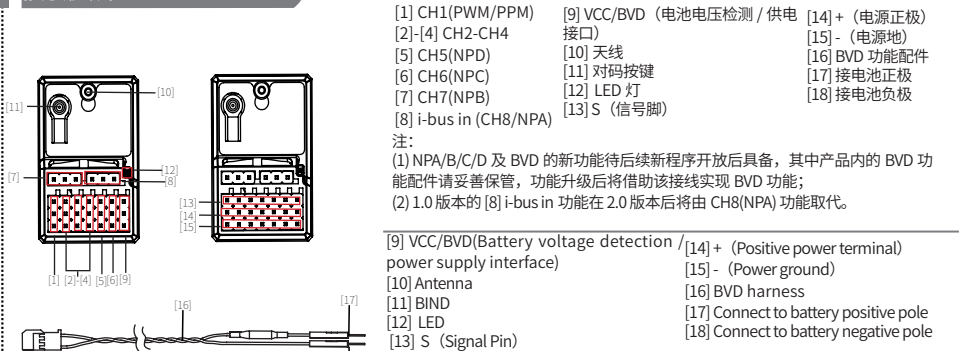 [1] CH1(PWM/PPM)
[2]-[4] CH2-CH4
[5] CH5(NPD)
[6] CH6(NPC)
[7] CH7(NPB)
[8] i-bus in (CH8/NPA)
[9] VCC/BVD（电池电压检测 / 供电
接口）
[10] 天线
[11] 对码按键
[12] LED 灯
[13] S（信号脚）
[14] +（电源正极）
[15] -（电源地）
[16] BVD 功能配件
[17] 接电池正极
[18] 接电池负极
注：
(1) NPA/B/C/D 及 BVD 的新功能待后续新程序开放后具备，其中产品内的 BVD 功
能配件请妥善保管，功能升级后将借助该接线实现 BVD 功能；
(2) 1.0 版本的 [8] i-bus in 功能在 2.0 版本后将由 CH8(NPA) 功能取代。
[9] VCC/BVD(Battery voltage detection /
power supply interface)
[10] Antenna
[11] BIND
[12] LED
[13] S（Signal Pin）
[14] +（Positive power terminal）
[15] -（Power ground）
[16] BVD harness
[17] Connect to battery positive pole
[18] Connect to battery negative pole
[10]
[11]
[12]
[7]
[8]
[13]
[14]
[15]
[1] [2]-[4] [5] [6] [9]
[16]
[17]